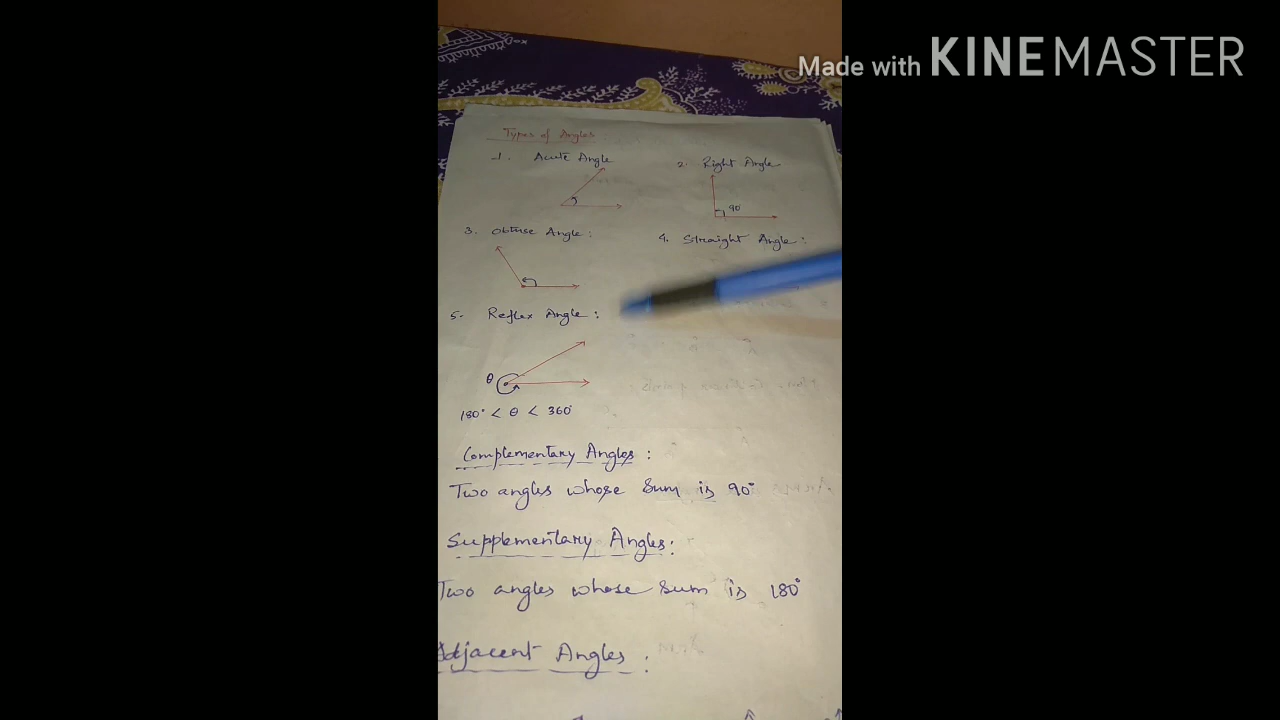 Made with KINEMASTER
Types of Angles
1. Acute Angle
2. Right Angle
90°
3. Obtuse Angle:
4. Straight Angle:
5. Reflex Angle:
θ
180° < θ < 360°
Complementary Angles:
Two angles whose sum is 90°
Supplementary Angles:
Two angles whose sum is 180°
Adjacent Angles: